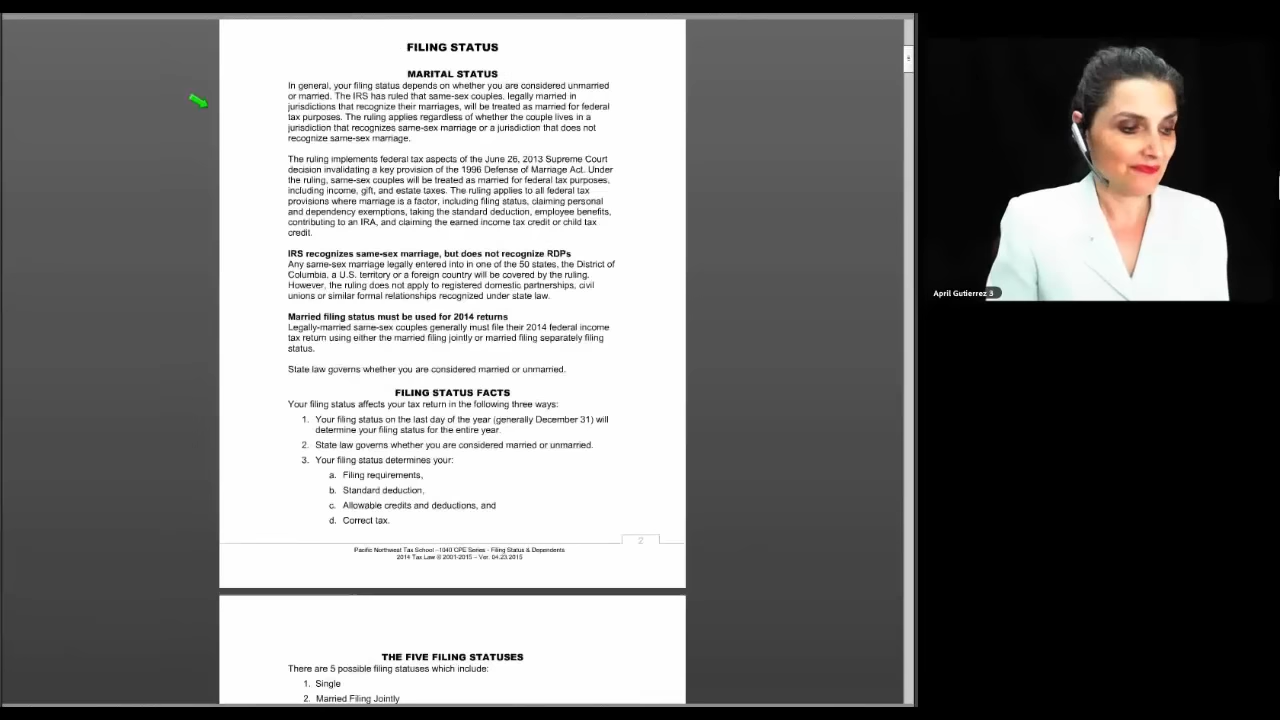 FILING STATUS
MARITAL STATUS
In general, your filing status depends on whether you are considered unmarried
or married. The IRS has ruled that same-sex couples, legally married in
jurisdictions that recognize their marriages, will be treated as married for federal
tax purposes. The ruling applies regardless of whether the couple lives in a
jurisdiction that recognizes same-sex marriage or a jurisdiction that does not
recognize same-sex marriage.
The ruling implements federal tax aspects of the June 26, 2013 Supreme Court
decision invalidating a key provision of the 1996 Defense of Marriage Act. Under
the ruling, same-sex couples will be treated as married for federal tax purposes,
including income, gift, and estate taxes. The ruling applies to all federal tax
provisions where marriage is a factor, including filing status, claiming personal
and dependency exemptions, taking the standard deduction, employee benefits,
contributing to an IRA, and claiming the earned income tax credit or child tax
credit.
IRS recognizes same-sex marriage, but does not recognize RDPs
Any same-sex marriage legally entered into in one of the 50 states, the District of
Columbia, a U.S. territory or a foreign country will be covered by the ruling.
However, the ruling does not apply to registered domestic partnerships, civil
unions or similar formal relationships recognized under state law.
Married filing status must be used for 2014 returns
Legally-married same-sex couples generally must file their 2014 federal income
tax return using either the married filing jointly or married filing separately filing
status.
State law governs whether you are considered married or unmarried.
FILING STATUS FACTS
Your filing status affects your tax return in the following three ways:
1. Your filing status on the last day of the year (generally December 31) will
determine your filing status for the entire year.
2. State law governs whether you are considered married or unmarried.
3. Your filing status determines your:
a. Filing requirements,
b. Standard deduction,
c. Allowable credits and deductions, and
d. Correct tax.
2
Pacific Northwest Tax School -1040 CPE Series - Filing Status & Dependents
2014 Tax Law © 2001-2015 – Ver. 04.23.2015
THE FIVE FILING STATUSES
There are 5 possible filing statuses which include:
1. Single
2. Married Filing Jointly
April Gutierrez 3